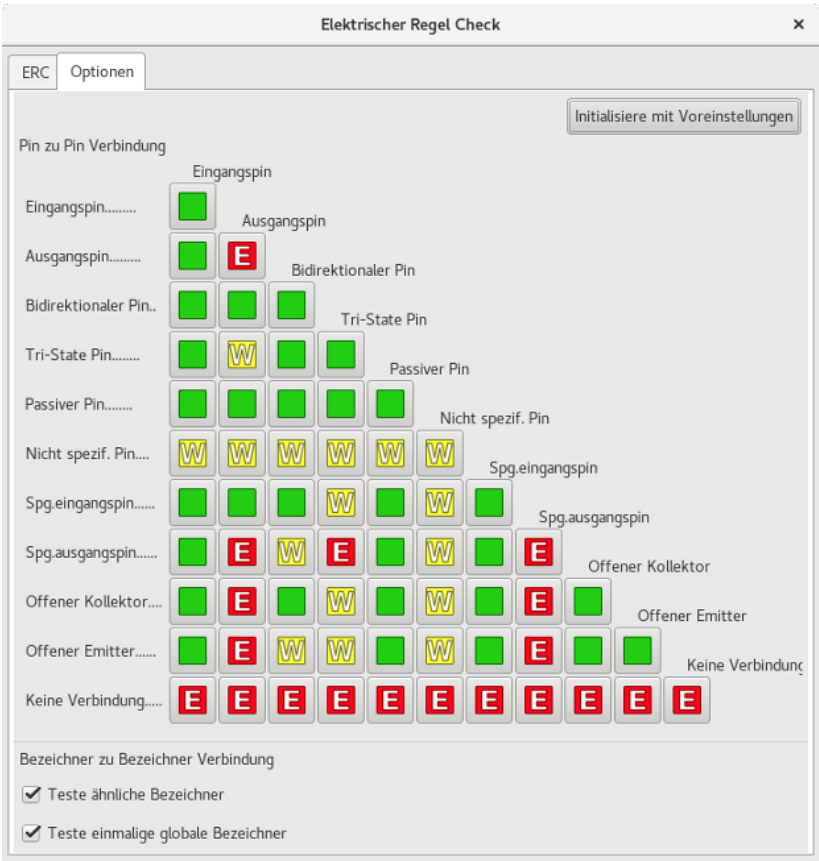 Elektrischer Regel Check ×
ERC Optionen
Initialisiere mit Voreinstellungen
Pin zu Pin Verbindung
Eingangspin
Eingangspin.........
Ausgangspin
Ausgangspin......... E
Bidirektionaler Pin
Bidirektionaler Pin..
Tri-State Pin
Tri-State Pin........ W
Passiver Pin
Passiver Pin........
Nicht spezif. Pin
Nicht spezif. Pin.... W W W W W W
Spg.eingangspin
Spg.eingangspin...... W W
Spg.ausgangspin
Spg.ausgangspin...... E W E W E
Offener Kollektor
Offener Kollektor.... E W W E
Offener Emitter
Offener Emitter...... E W W W E
Keine Verbindung
Keine Verbindung..... E E E E E E E E E E E
Bezeichner zu Bezeichner Verbindung
Teste ähnliche Bezeichner
Teste einmalige globale Bezeichner